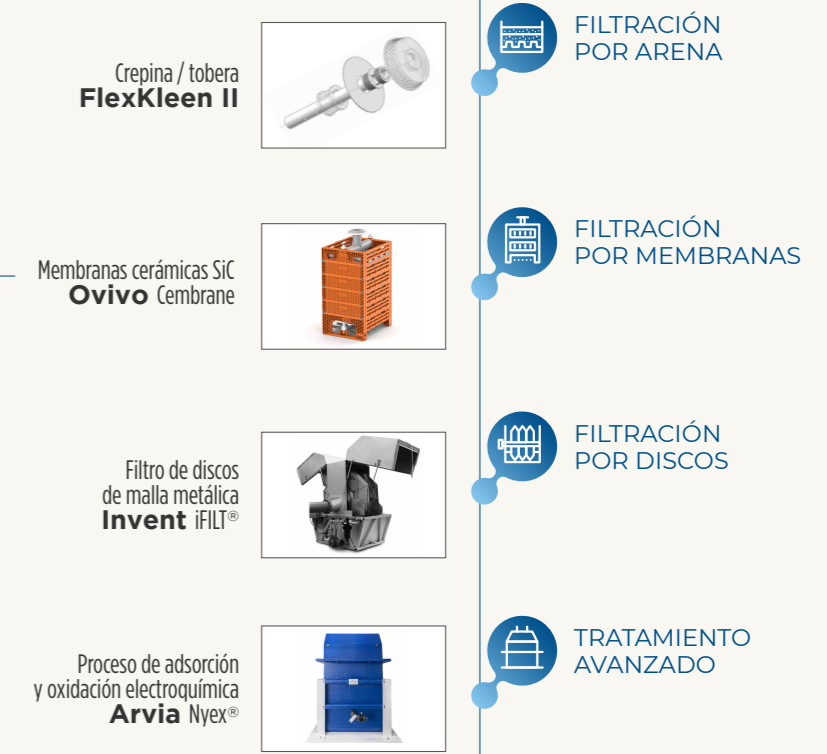 Crepina / tobera
FlexKleen II
FILTRACIÓN
POR ARENA
Membranas cerámicas SiC
Ovivo Cembrane
FILTRACIÓN
POR MEMBRANAS
Filtro de discos
de malla metálica
Invent iFILT®
FILTRACIÓN
POR DISCOS
Proceso de adsorción
y oxidación electroquímica
Arvia Nyex®
TRATAMIENTO
AVANZADO